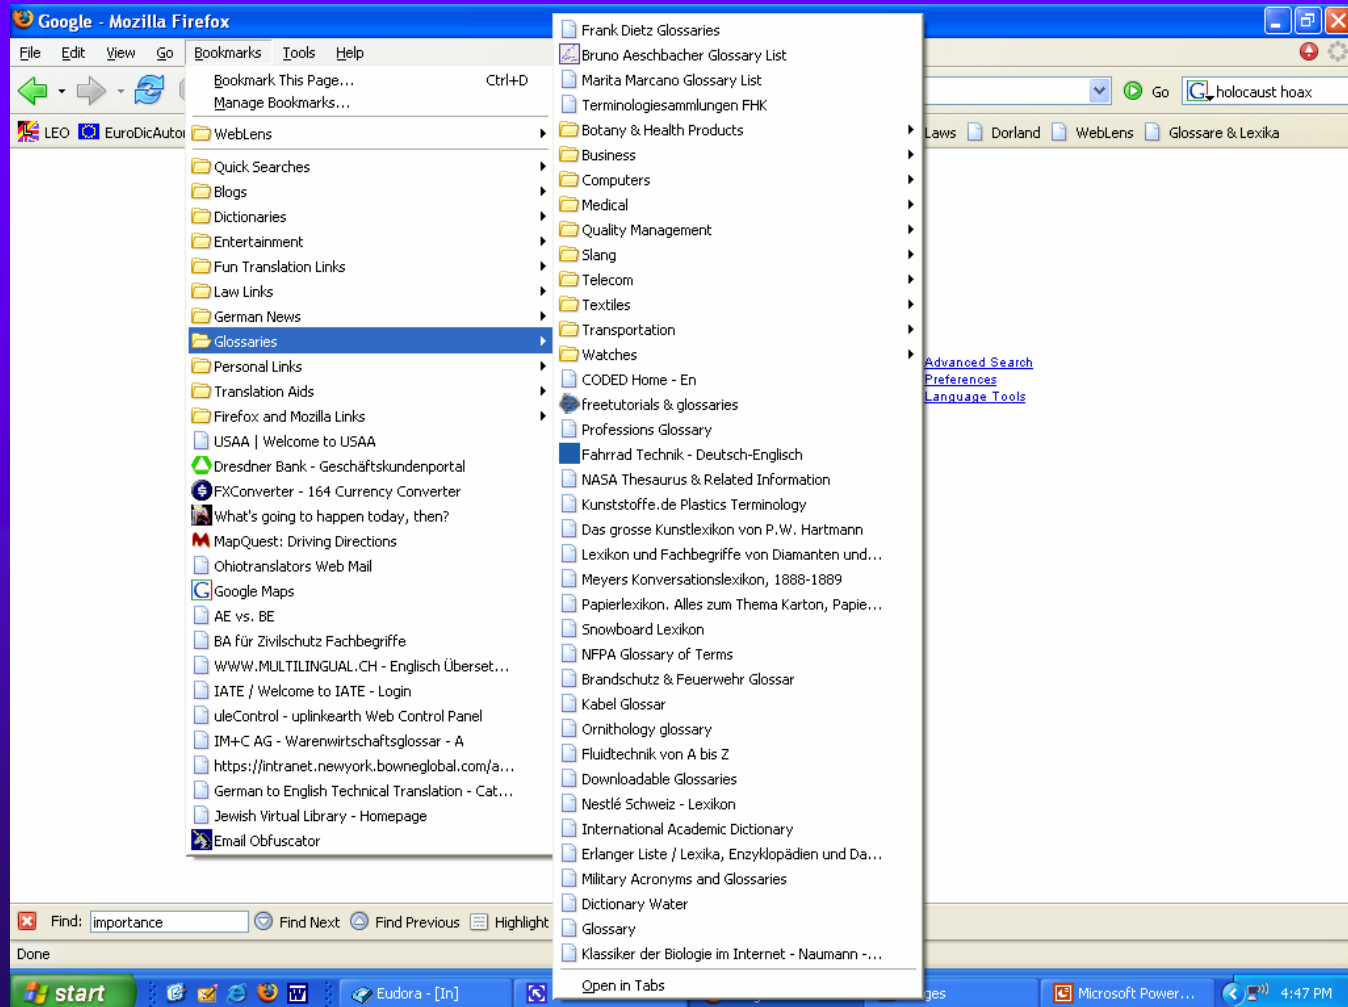 Google - Mozilla Firefox
File Edit View Go Bookmarks Tools Help
Go holocaust hoax
LEO EuroDicAutom
Laws Dorland WebLens Glossare & Lexika
Bookmark This Page... Ctrl+D
Manage Bookmarks...
WebLens
Quick Searches
Blogs
Dictionaries
Entertainment
Fun Translation Links
Law Links
German News
Glossaries
Personal Links
Translation Aids
Firefox and Mozilla Links
USAA | Welcome to USAA
Dresdner Bank - Geschäftskundenportal
FXConverter - 164 Currency Converter
What's going to happen today, then?
MapQuest: Driving Directions
Ohiotranslators Web Mail
Google Maps
AE vs. BE
BA für Zivilschutz Fachbegriffe
WWW.MULTILINGUAL.CH - Englisch Überset...
IATE / Welcome to IATE - Login
uleControl - uplinkearth Web Control Panel
IM+C AG - Warenwirtschaftsglossar - A
https://intranet.newyork.bowneglobal.com/a...
German to English Technical Translation - Cat...
Jewish Virtual Library - Homepage
Email Obfuscator
Frank Dietz Glossaries
Bruno Aeschbacher Glossary List
Marita Marcano Glossary List
Terminologiesammlungen FHK
Botany & Health Products
Business
Computers
Medical
Quality Management
Slang
Telecom
Textiles
Transportation
Watches
CODED Home - En
freetutorials & glossaries
Professions Glossary
Fahrrad Technik - Deutsch-Englisch
NASA Thesaurus & Related Information
Kunststoffe.de Plastics Terminology
Das grosse Kunstlexikon von P.W. Hartmann
Lexikon und Fachbegriffe von Diamanten und...
Meyers Konversationslexikon, 1888-1889
Papierlexikon. Alles zum Thema Karton, Papie...
Snowboard Lexikon
NFPA Glossary of Terms
Brandschutz & Feuerwehr Glossar
Kabel Glossar
Ornithology glossary
Fluidtechnik von A bis Z
Downloadable Glossaries
Nestlé Schweiz - Lexikon
International Academic Dictionary
Erlanger Liste / Lexika, Enzyklopädien und Da...
Military Acronyms and Glossaries
Dictionary Water
Glossary
Klassiker der Biologie im Internet - Naumann -...
Open in Tabs
Advanced Search
Preferences
Language Tools
Find: importance Find Next Find Previous Highlight
Done
start Eudora - [In] ges Microsoft Power... 4:47 PM